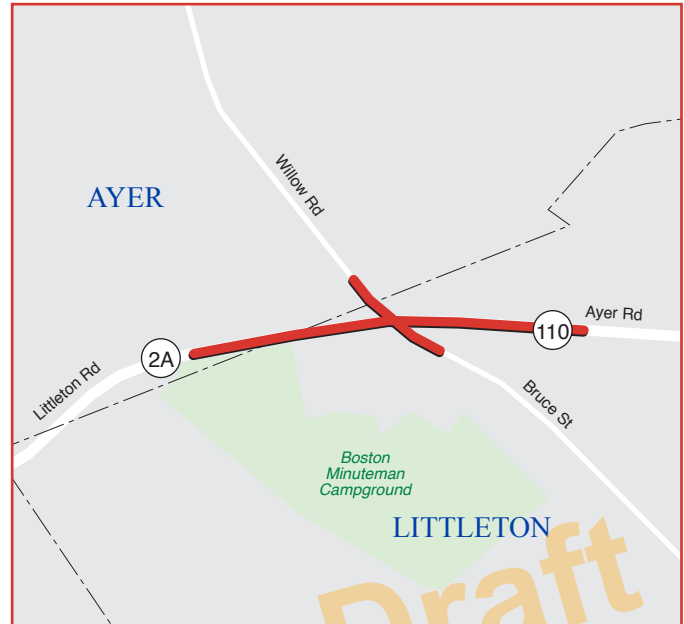 Willow Rd
AYER
Ayer Rd
110
2A
Littleton Rd
Bruce St
Boston
Minuteman
Campground
LITTLETON
Draft